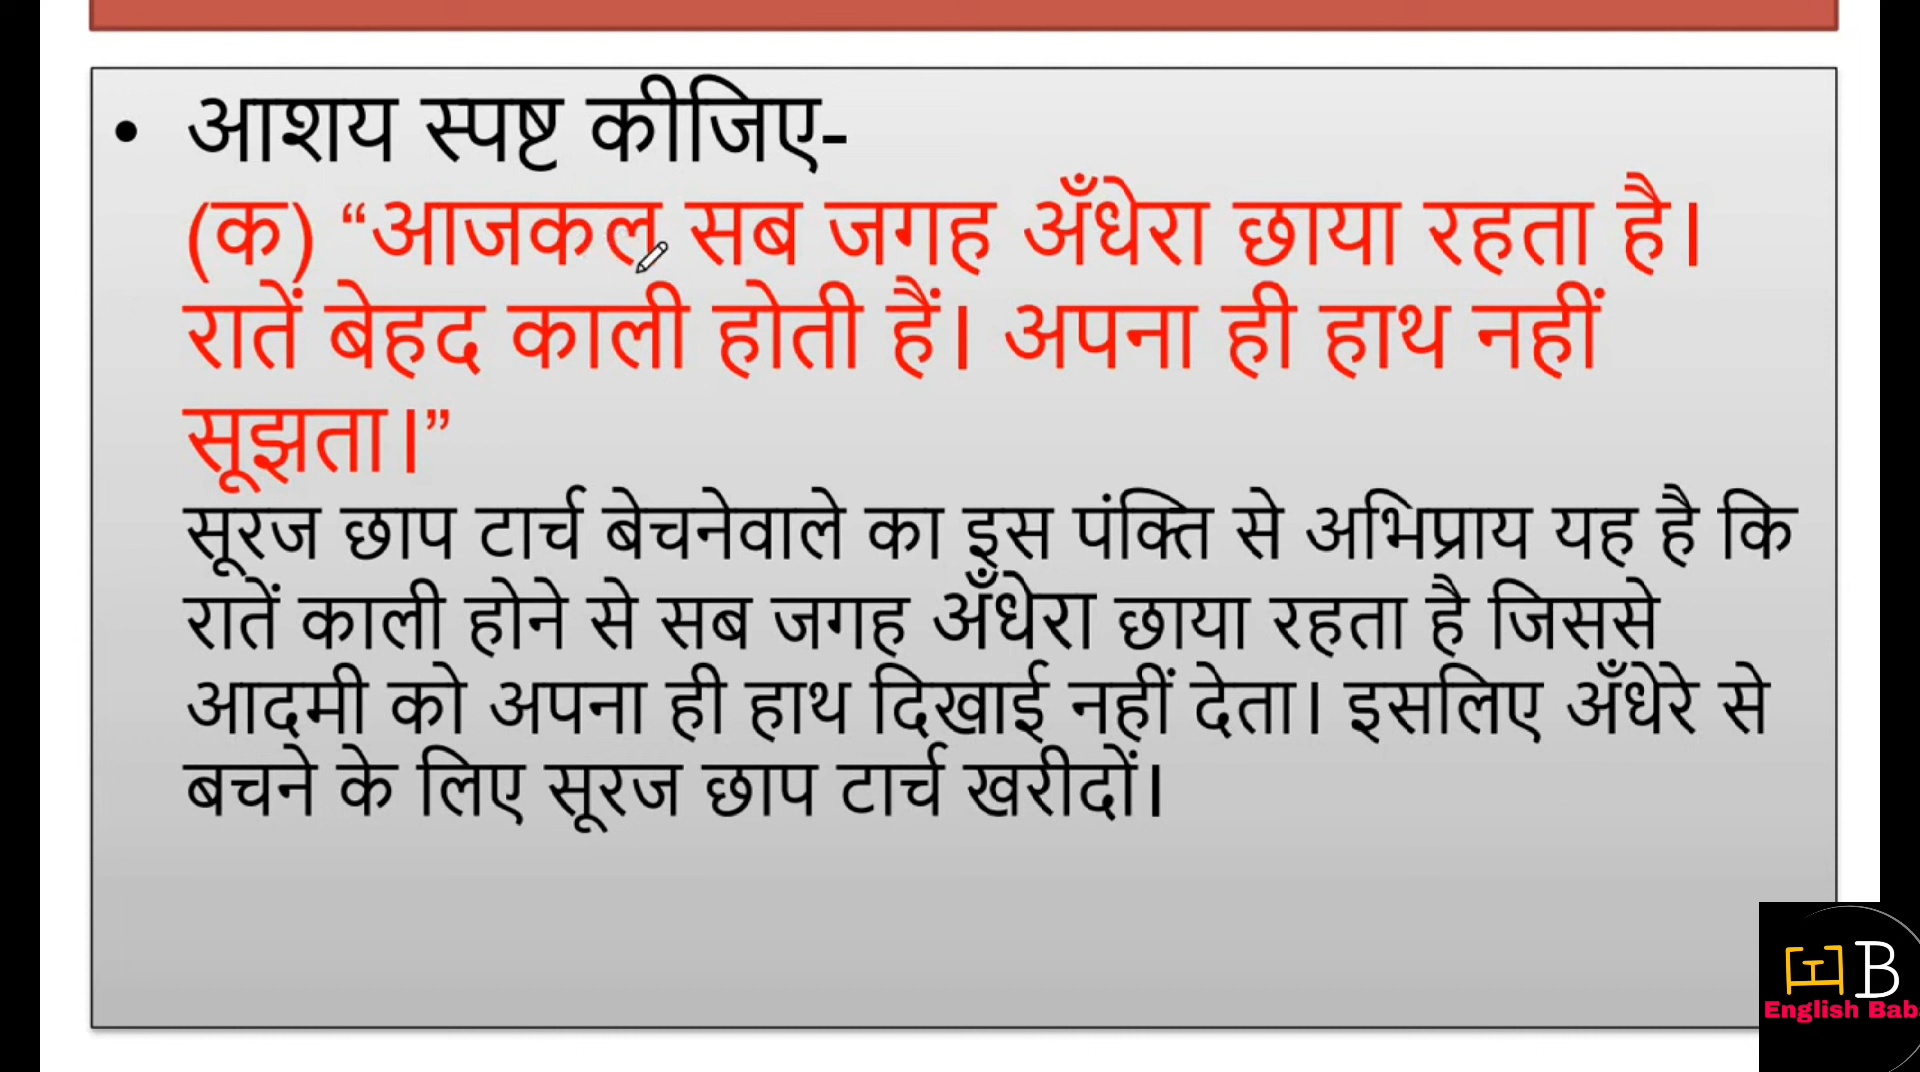 • आशय स्पष्ट कीजिए-
(क) “आजकल सब जगह अँधेरा छाया रहता है।
रातें बेहद काली होती हैं। अपना ही हाथ नहीं
सूझता।”
सूरज छाप टार्च बेचनेवाले का इस पंक्ति से अभिप्राय यह है कि
रातें काली होने से सब जगह अँधेरा छाया रहता है जिससे
आदमी को अपना ही हाथ दिखाई नहीं देता। इसलिए अँधेरे से
बचने के लिए सूरज छाप टार्च खरीदों।
B
English Bab